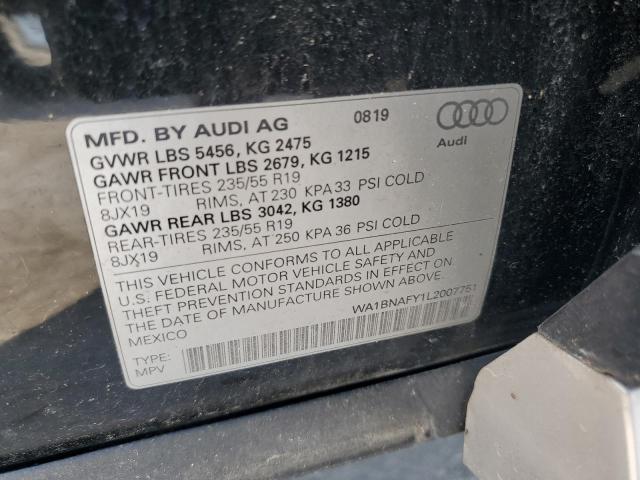 MFD. BY AUDI AG 0819
GVWR LBS 5456, KG 2475
GAWR FRONT LBS 2679, KG 1215
FRONT-TIRES 235/55 R19
8JX19 RIMS, AT 230 KPA 33 PSI COLD
GAWR REAR LBS 3042, KG 1380
REAR-TIRES 235/55 R19
8JX19 RIMS, AT 250 KPA 36 PSI COLD
Audi
THIS VEHICLE CONFORMS TO ALL APPLICABLE
U.S. FEDERAL MOTOR VEHICLE SAFETY AND
THEFT PREVENTION STANDARDS IN EFFECT ON
THE DATE OF MANUFACTURE SHOWN ABOVE.
MEXICO
WA1BNAFY1L2007751
TYPE:
MPV